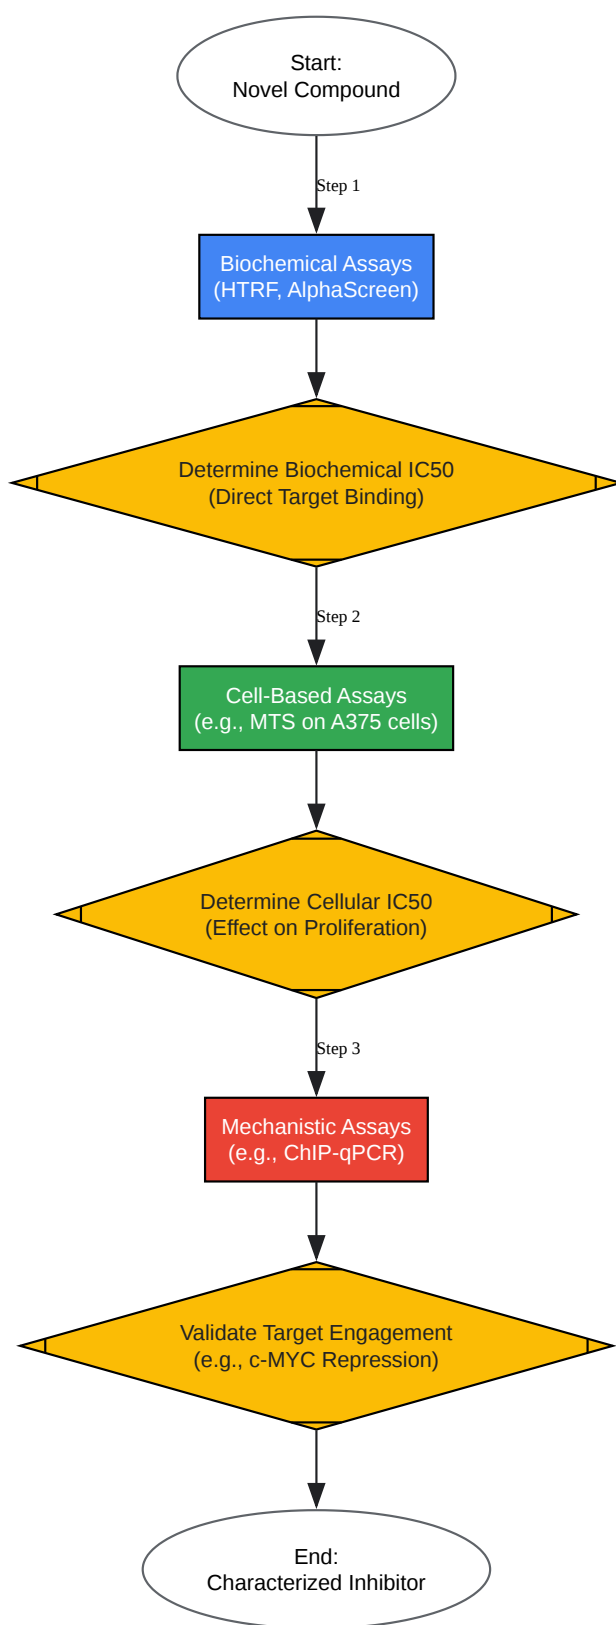 Start:
Novel Compound
Step 1
Biochemical Assays
(HTRF, AlphaScreen)
Determine Biochemical IC50
(Direct Target Binding)
Step 2
Cell-Based Assays
(e.g., MTS on A375 cells)
Determine Cellular IC50
(Effect on Proliferation)
Step 3
Mechanistic Assays
(e.g., ChIP-qPCR)
Validate Target Engagement
(e.g., c-MYC Repression)
End:
Characterized Inhibitor